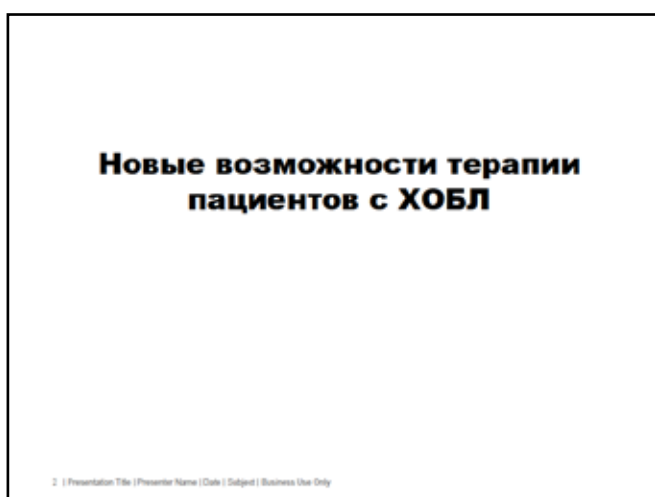 Новые возможности терапии
пациентов с ХОБЛ
2 | Presentation Title | Presenter Name | Date | Subject | Business Use Only